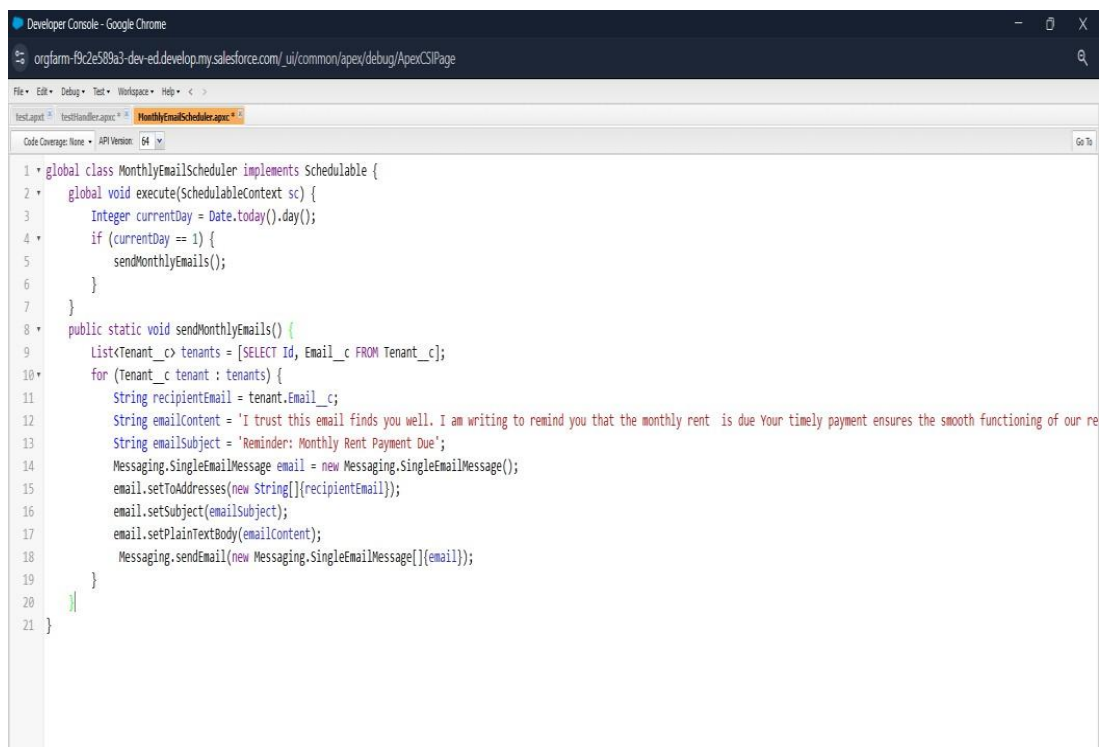 Developer Console - Google Chrome
orgfarm-f9c2e589a3-dev-ed.develop.my.salesforce.com/_ui/common/apex/debug/ApexCSIPage
File Edit Debug Test Workspace Help < >
test.apxt testHandler.apxc * MonthlyEmailScheduler.apxc *
Code Coverage: None API Version: 64 Go To
1 global class MonthlyEmailScheduler implements Schedulable {
2 global void execute(SchedulableContext sc) {
3 Integer currentDay = Date.today().day();
4 if (currentDay == 1) {
5 sendMonthlyEmails();
6 }
7 }
8 public static void sendMonthlyEmails() {
9 List<Tenant__c> tenants = [SELECT Id, Email__c FROM Tenant__c];
10 for (Tenant__c tenant : tenants) {
11 String recipientEmail = tenant.Email__c;
12 String emailContent = 'I trust this email finds you well. I am writing to remind you that the monthly rent  is due Your timely payment ensures the smooth functioning of our re
13 String emailSubject = 'Reminder: Monthly Rent Payment Due';
14 Messaging.SingleEmailMessage email = new Messaging.SingleEmailMessage();
15 email.setToAddresses(new String[]{recipientEmail});
16 email.setSubject(emailSubject);
17 email.setPlainTextBody(emailContent);
18 Messaging.sendEmail(new Messaging.SingleEmailMessage[]{email});
19 }
20 }
21 }